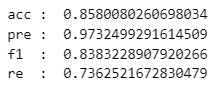 acc :  0.8580080260698034
pre :  0.9732499291614509
f1  :  0.8383228907920266
re  :  0.7362521672830479